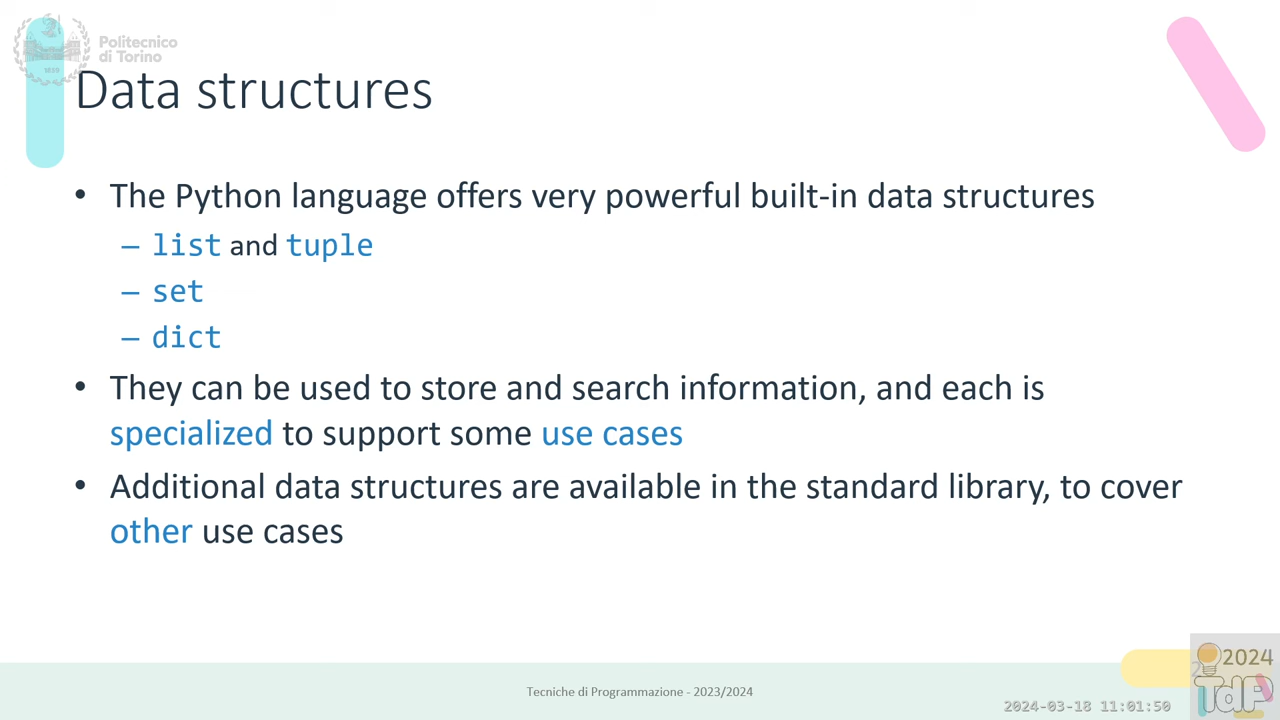 Politecnico
di Torino
1859
Data structures
• The Python language offers very powerful built-in data structures
– list and tuple
– set
– dict
• They can be used to store and search information, and each is
specialized to support some use cases
• Additional data structures are available in the standard library, to cover
other use cases
Tecniche di Programmazione - 2023/2024
2024-03-18 11:01:50
2024
TdP